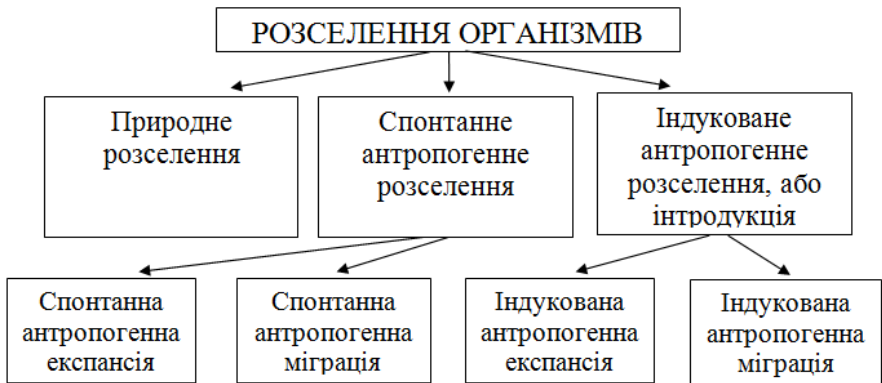 РОЗСЕЛЕННЯ ОРГАНІЗМІВ
Природне
розселення
Спонтанне
антропогенне
розселення
Індуковане
антропогенне
розселення, або
інтродукція
Спонтанна
антропогенна
експансія
Спонтанна
антропогенна
міграція
Індукована
антропогенна
експансія
Індукована
антропогенна
міграція